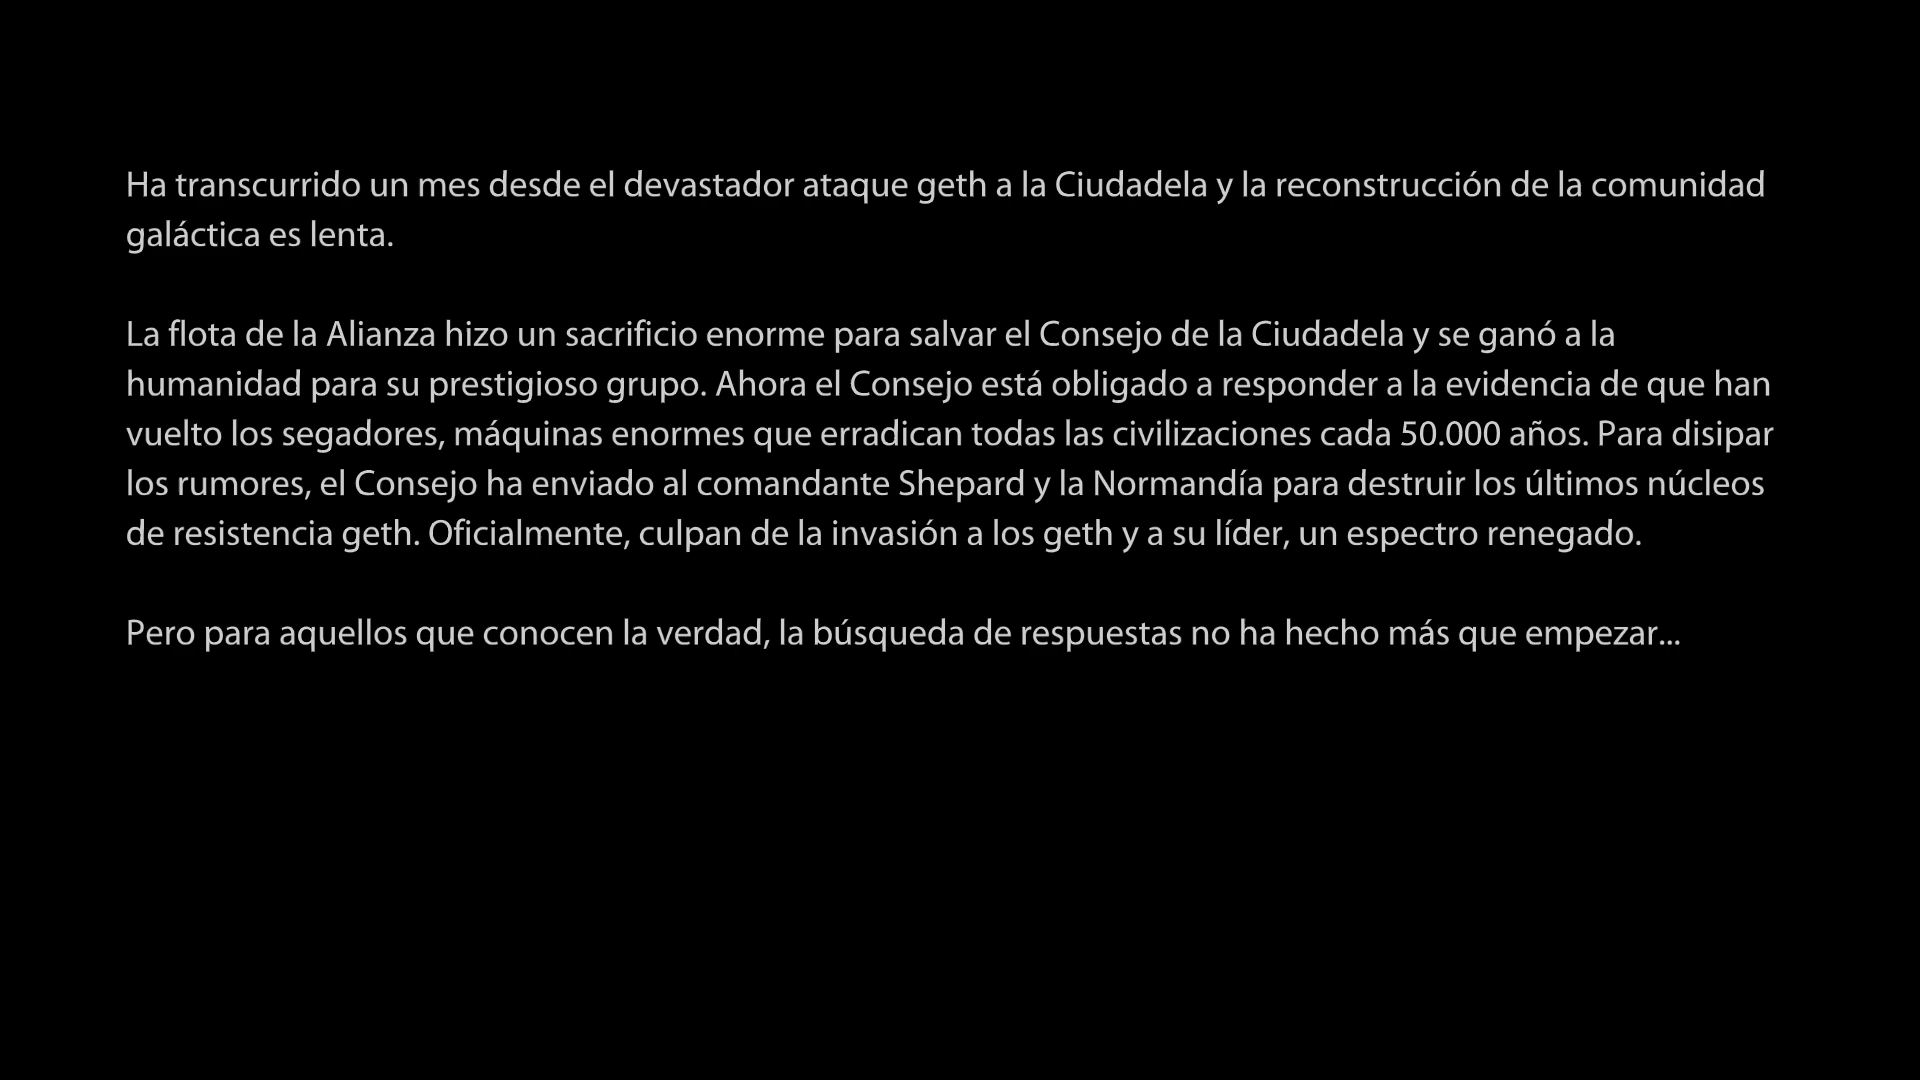 Ha transcurrido un mes desde el devastador ataque geth a la Ciudadela y la reconstrucción de la comunidad
galáctica es lenta.
La flota de la Alianza hizo un sacrificio enorme para salvar el Consejo de la Ciudadela y se ganó a la
humanidad para su prestigioso grupo. Ahora el Consejo está obligado a responder a la evidencia de que han
vuelto los segadores, máquinas enormes que erradican todas las civilizaciones cada 50.000 años. Para disipar
los rumores, el Consejo ha enviado al comandante Shepard y la Normandía para destruir los últimos núcleos
de resistencia geth. Oficialmente, culpan de la invasión a los geth y a su líder, un espectro renegado.
Pero para aquellos que conocen la verdad, la búsqueda de respuestas no ha hecho más que empezar...